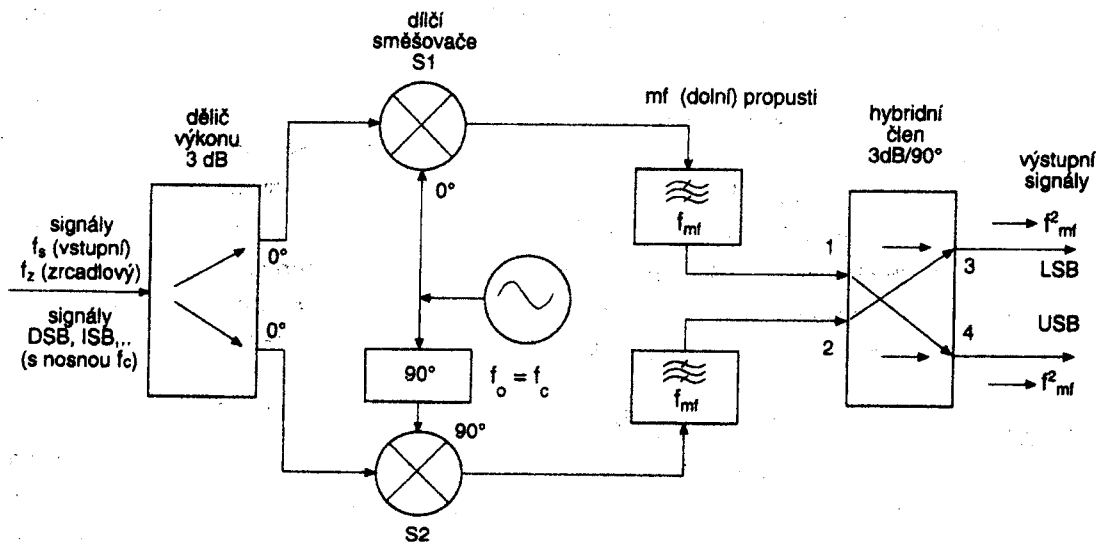 dílčí
směšovače
S1
mf (dolní) propusti
dělič
výkonu
3 dB
hybridní
člen
3dB/90°
výstupní
signály
0°
signály
f_s (vstupní)
f_z (zrcadlový)
0°
f_mf
1
3
f²_mf
LSB
signály
DSB, ISB,..
(s nosnou f_c)
0°
90°
f_o = f_c
f_mf
2
4
USB
f²_mf
90°
S2